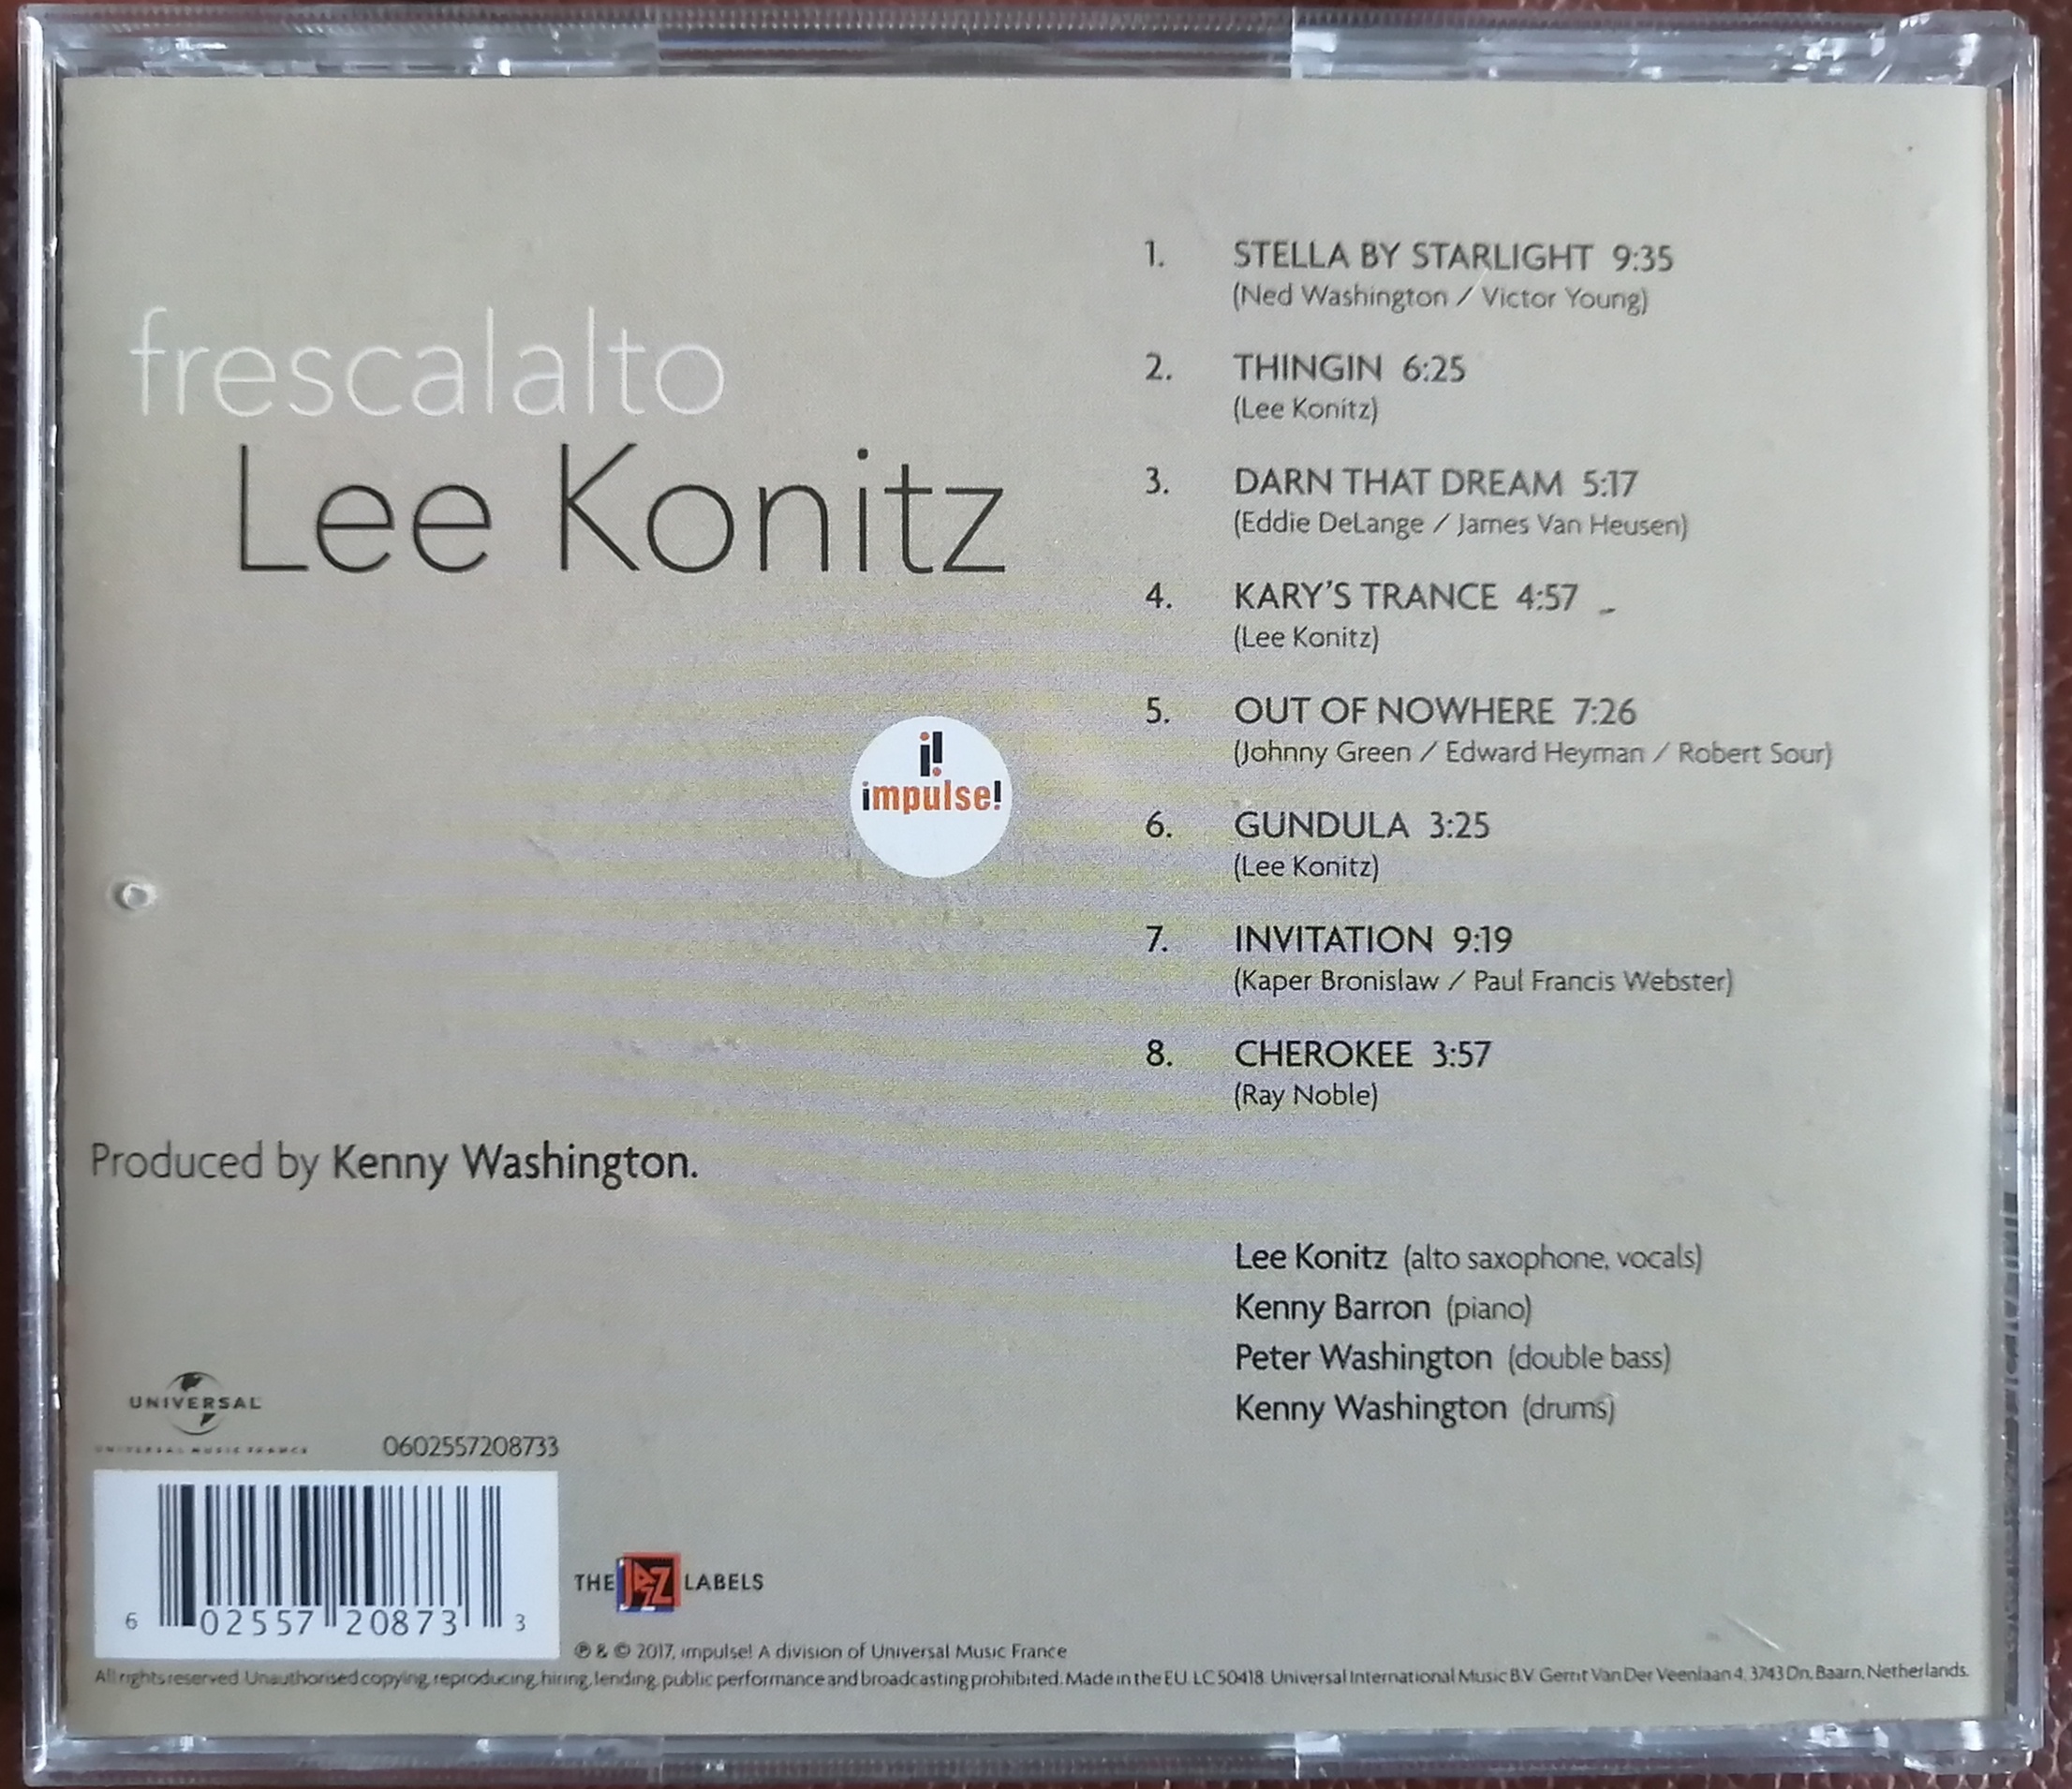 frescalalto
Lee Konitz
i!
impulse!
1. STELLA BY STARLIGHT 9:35
(Ned Washington / Victor Young)
2. THINGIN 6:25
(Lee Konitz)
3. DARN THAT DREAM 5:17
(Eddie DeLange / James Van Heusen)
4. KARY'S TRANCE 4:57
(Lee Konitz)
5. OUT OF NOWHERE 7:26
(Johnny Green / Edward Heyman / Robert Sour)
6. GUNDULA 3:25
(Lee Konitz)
7. INVITATION 9:19
(Kaper Bronislaw / Paul Francis Webster)
8. CHEROKEE 3:57
(Ray Noble)
Produced by Kenny Washington.
Lee Konitz (alto saxophone, vocals)
Kenny Barron (piano)
Peter Washington (double bass)
Kenny Washington (drums)
UNIVERSAL
UNIVERSAL MUSIC FRANCE
0602557208733
6 02557 20873 3
THE JAZZ LABELS
℗ & © 2017, impulse! A division of Universal Music France
All rights reserved. Unauthorised copying, reproducing, hiring, lending, public performance and broadcasting prohibited. Made in the EU. LC 50418. Universal International Music B.V. Gerrit Van Der Veenlaan 4, 3743 Dn, Baarn, Netherlands.